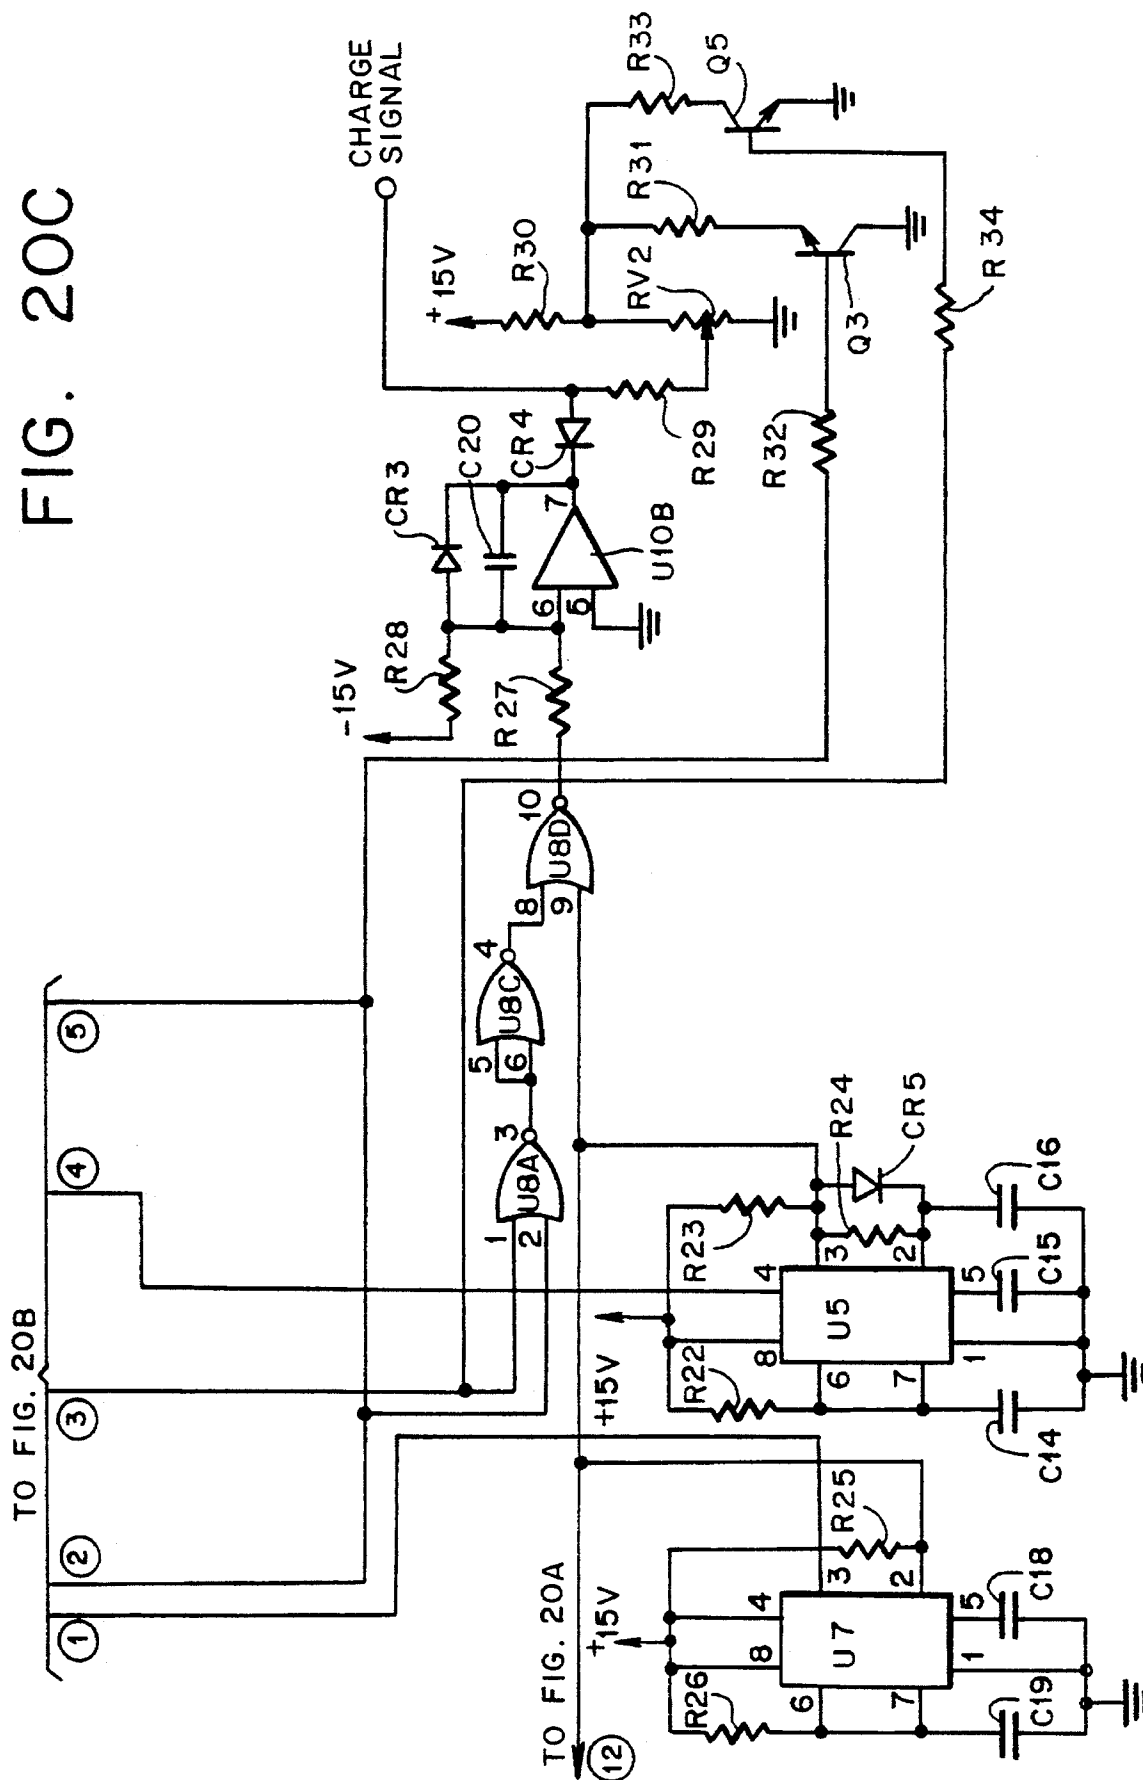 FIG. 20C
TO FIG. 20B
1
2
3
4
5
CHARGE
SIGNAL
+15V
R30
R33
Q5
R31
RV2
R34
Q3
R29
R32
CR3
C20
CR4
7
6
5
U10B
-15V
R28
R27
10
U8D
8
9
4
U8C
5
6
3
U8A
1
2
TO FIG. 20A
12
+15V
R26
4
8
U7
3
2
6
7
5
1
R25
C18
C19
+15V
R22
R23
4
8
U5
3
2
6
7
5
1
R24
CR5
C14
C15
C16